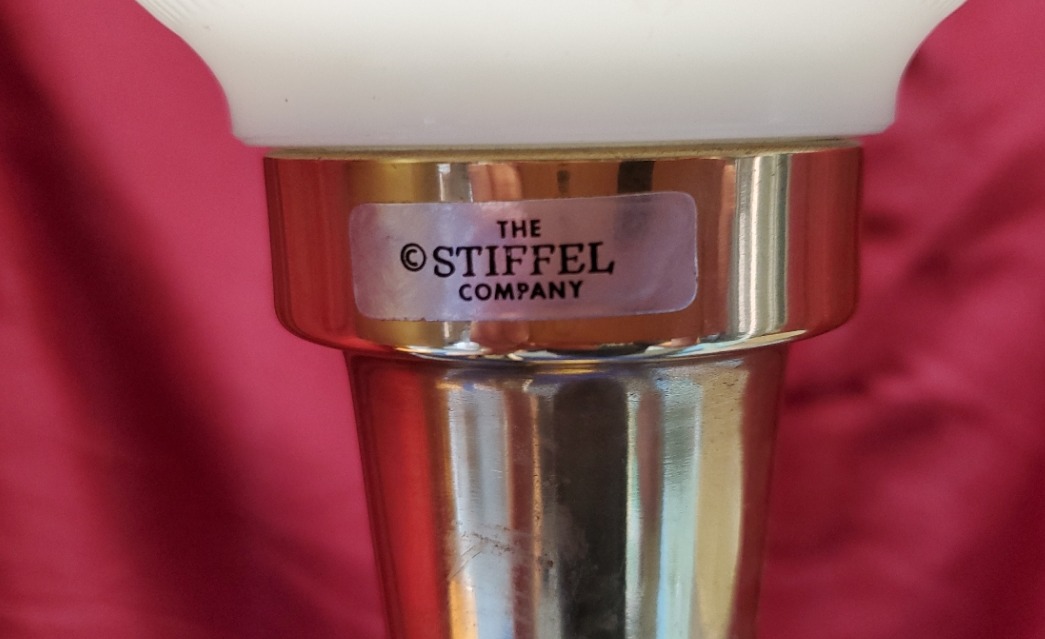 THE
©STIFFEL
COMPANY